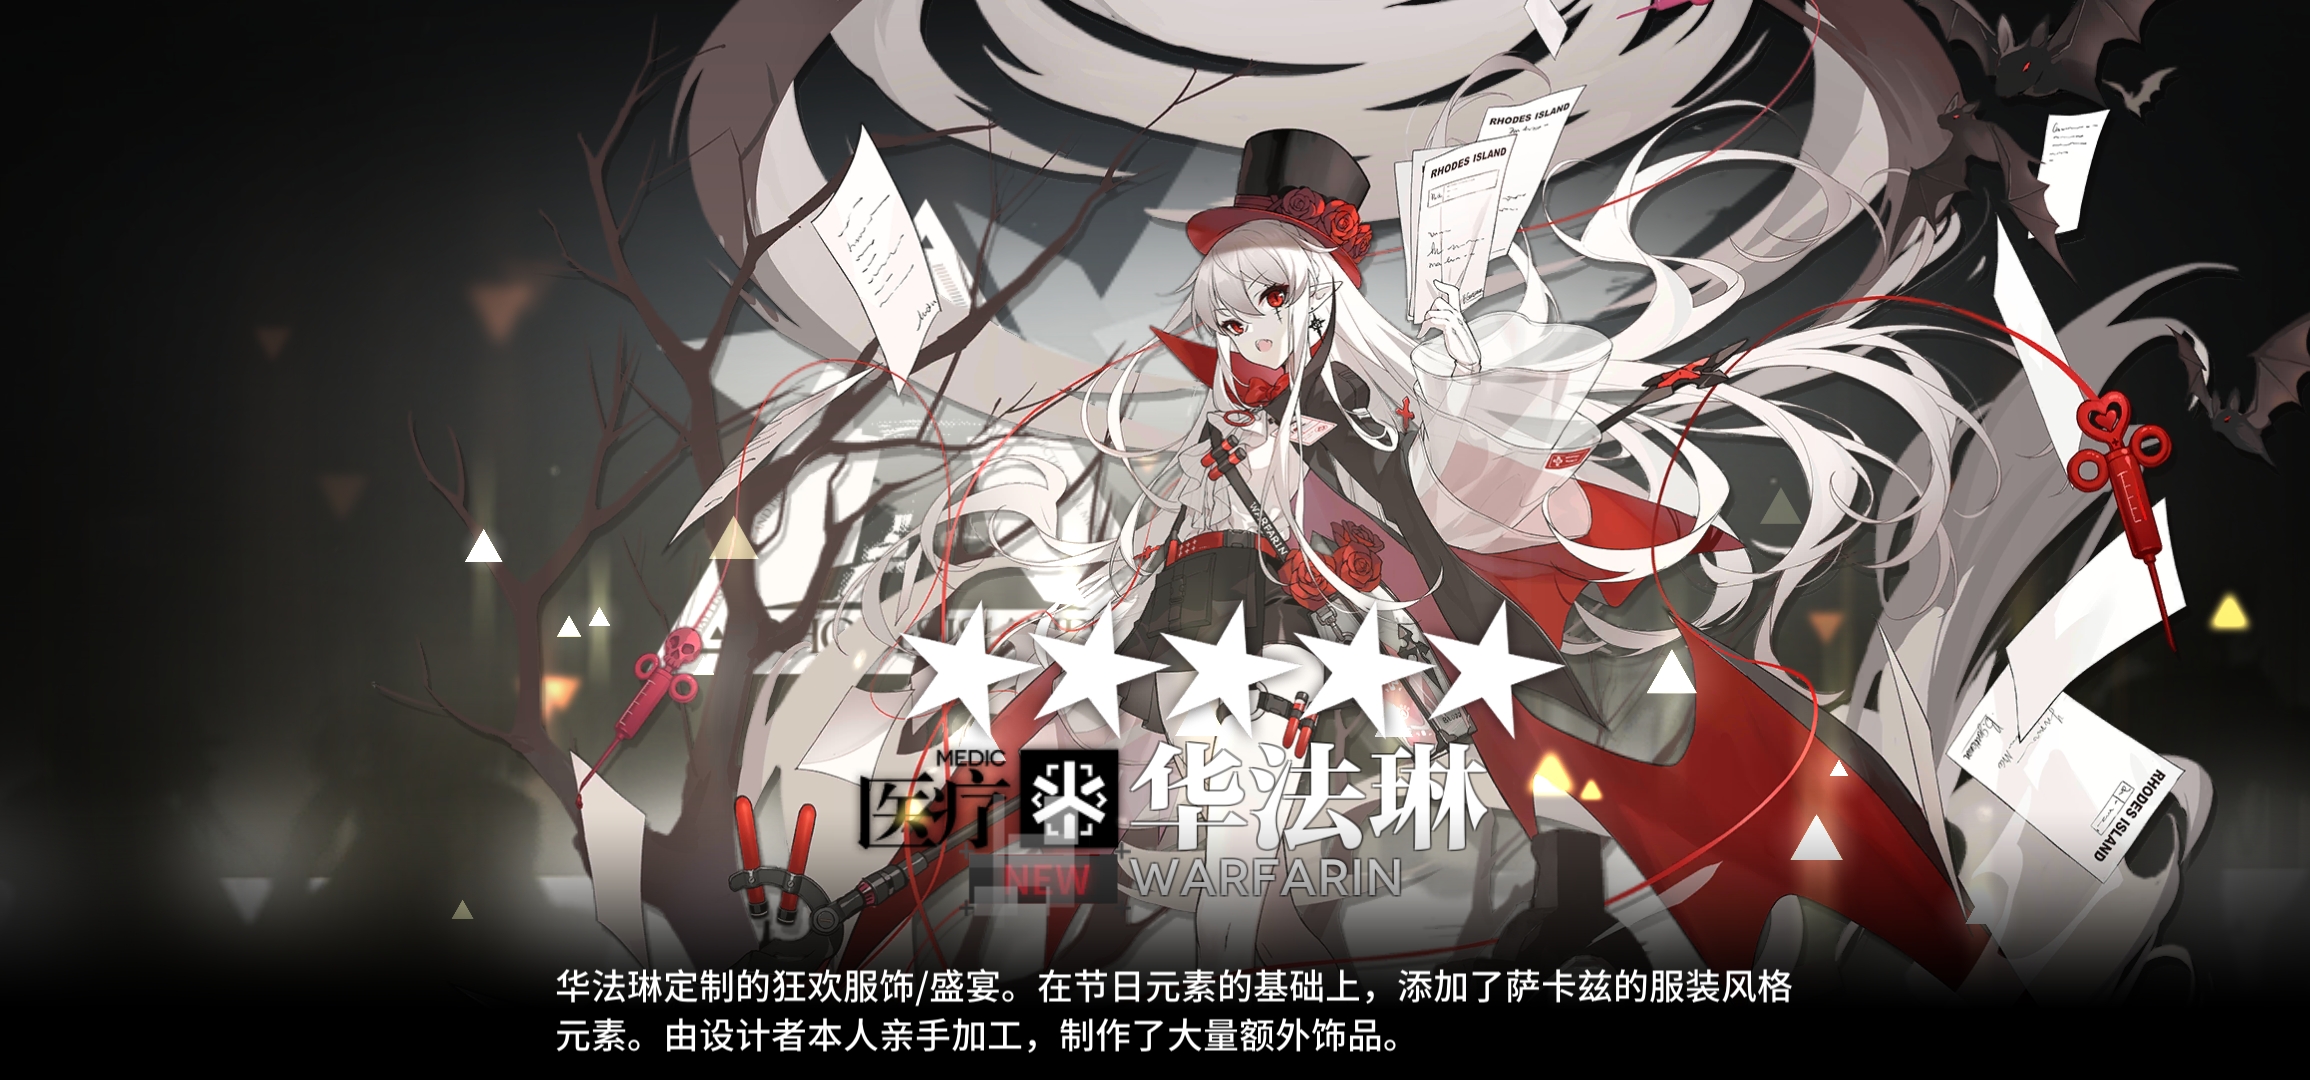 RHODES ISLAND
RHODES ISLAND
WARFARIN
MEDIC
医疗
华法琳
NEW
WARFARIN
RHODES ISLAND
华法琳定制的狂欢服饰/盛宴。在节日元素的基础上，添加了萨卡兹的服装风格
元素。由设计者本人亲手加工，制作了大量额外饰品。